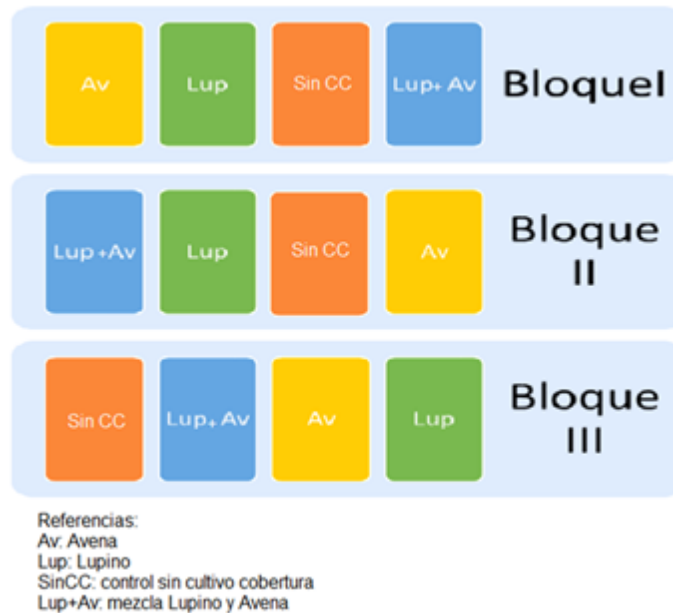 Av Lup Sin CC Lup+ Av BloqueI
Lup +Av Lup Sin CC Av Bloque
II
Sin CC Lup+ Av Av Lup Bloque
III
Referencias:
Av: Avena
Lup: Lupino
SinCC: control sin cultivo cobertura
Lup+Av: mezcla Lupino y Avena